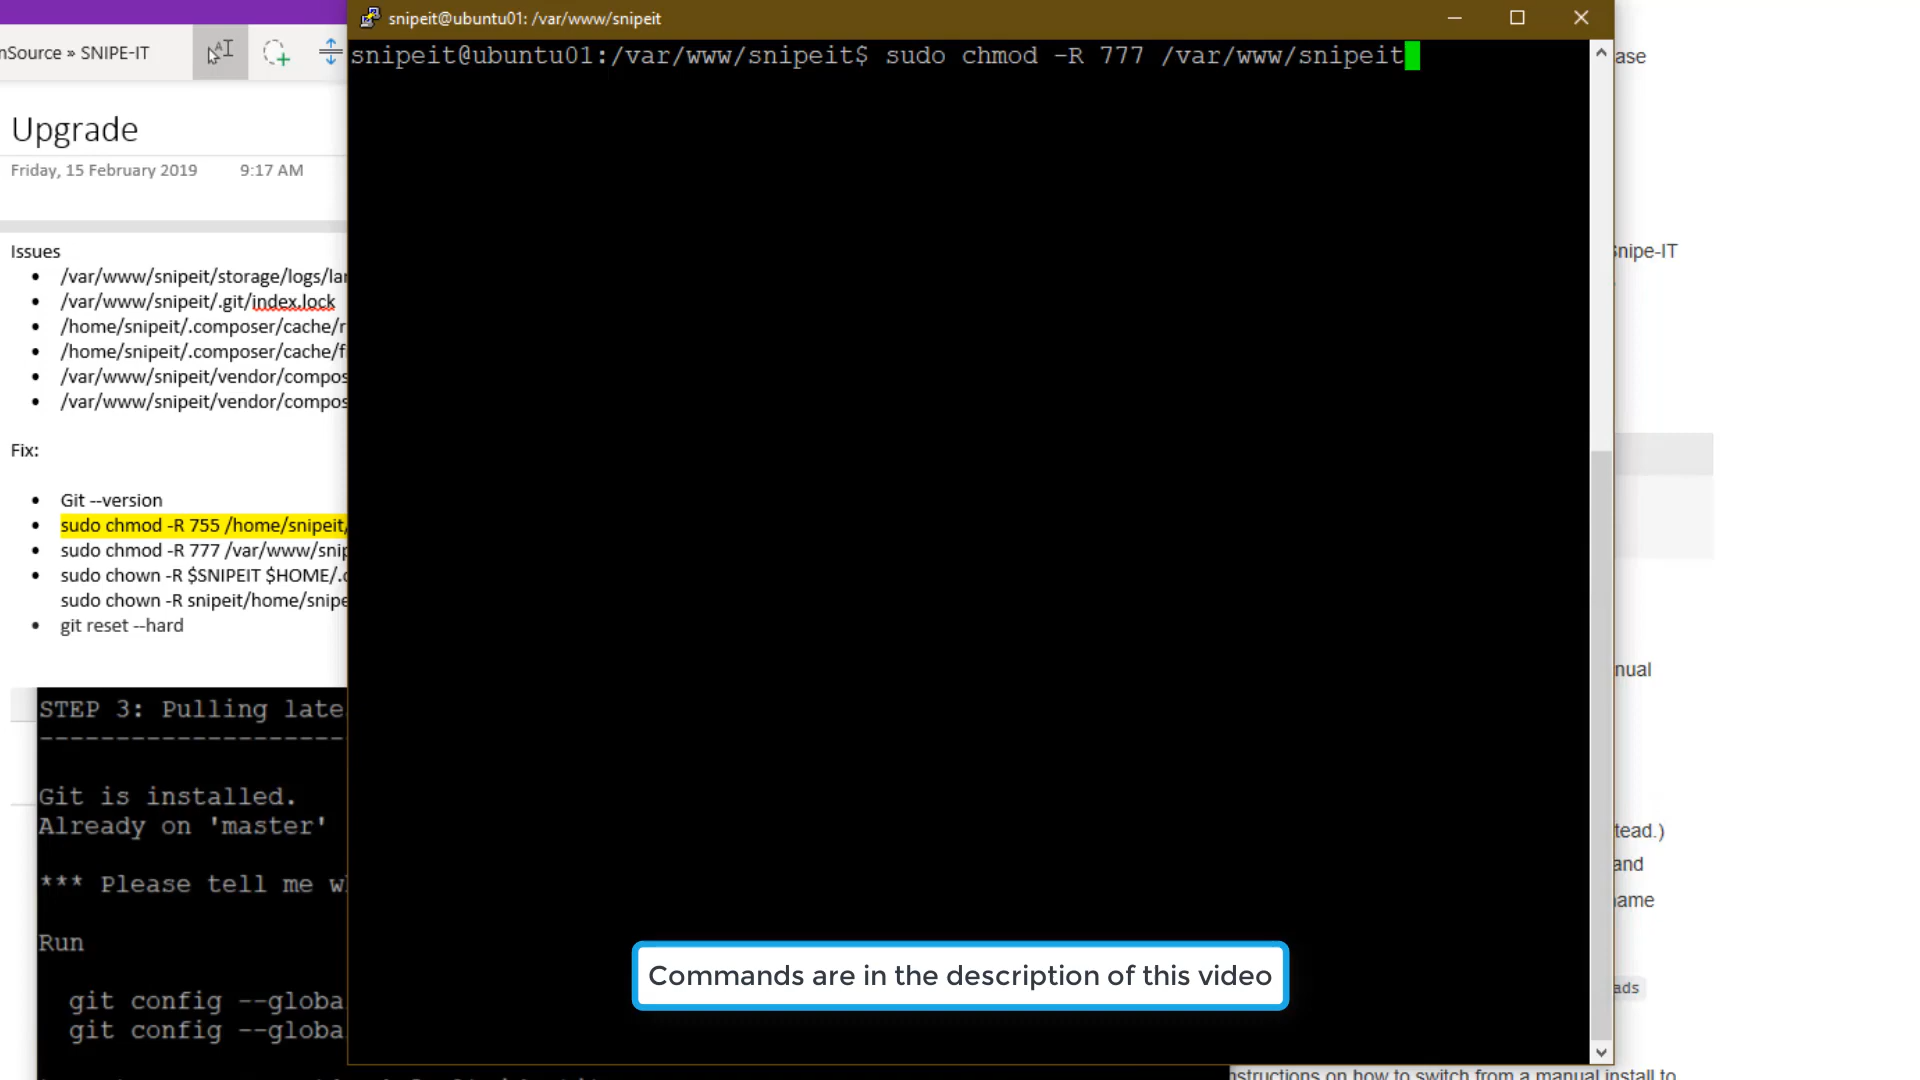 snipeit@ubuntu01: /var/www/snipeit
nSource » SNIPE-IT
snipeit@ubuntu01:/var/www/snipeit$ sudo chmod -R 777 /var/www/snipeit
ase
Upgrade
Friday, 15 February 2019 9:17 AM
Issues
/var/www/snipeit/storage/logs/lar
/var/www/snipeit/.git/index.lock
/home/snipeit/.composer/cache/r
/home/snipeit/.composer/cache/f
/var/www/snipeit/vendor/compos
/var/www/snipeit/vendor/compos
Snipe-IT
Fix:
Git --version
sudo chmod -R 755 /home/snipeit/
sudo chmod -R 777 /var/www/snip
sudo chown -R $SNIPEIT $HOME/.c
sudo chown -R snipeit/home/snipe
git reset --hard
nual
STEP 3: Pulling late
--------------------
Git is installed.
Already on 'master'
tead.)
and
*** Please tell me w
name
Run
git config --globa
git config --globa
ads
Commands are in the description of this video
nstructions on how to switch from a manual install to